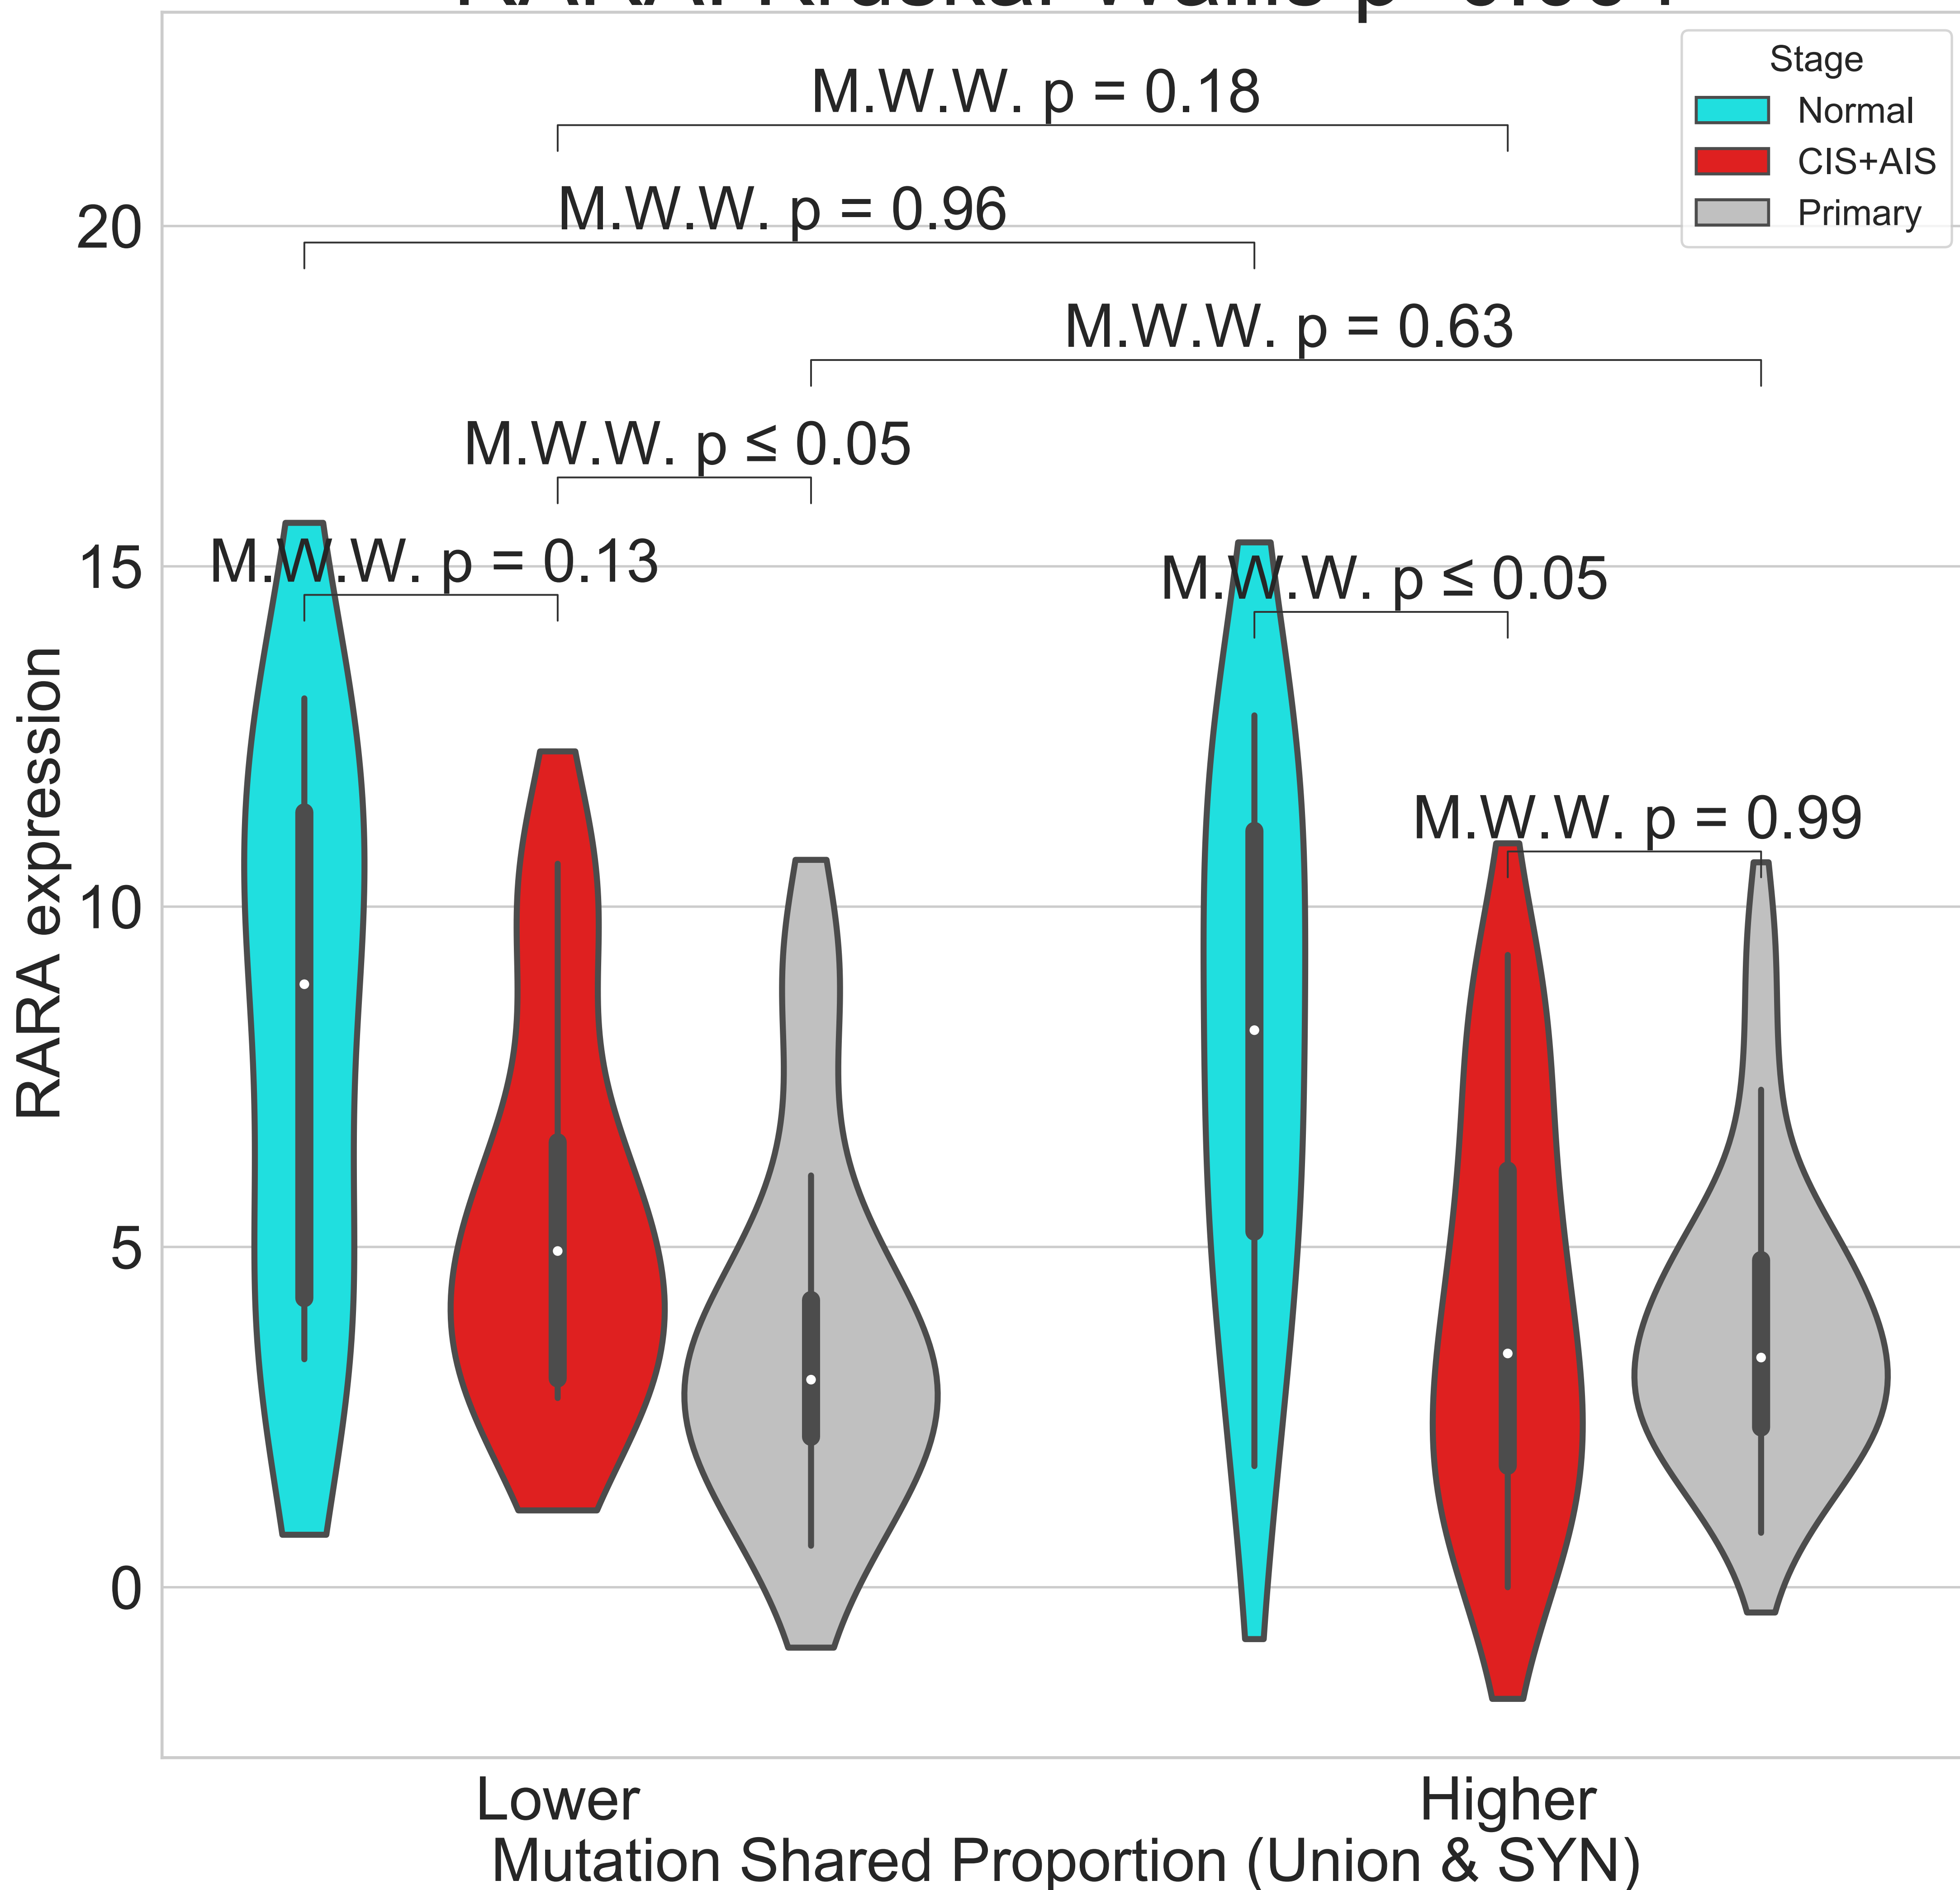 Stage
Normal
CIS+AIS
Primary
M.W.W. p = 0.18
M.W.W. p = 0.96
M.W.W. p = 0.63
M.W.W. p ≤ 0.05
M.W.W. p = 0.13
M.W.W. p ≤ 0.05
M.W.W. p = 0.99
20
15
10
5
0
RARA expression
Lower
Higher
Mutation Shared Proportion (Union & SYN)